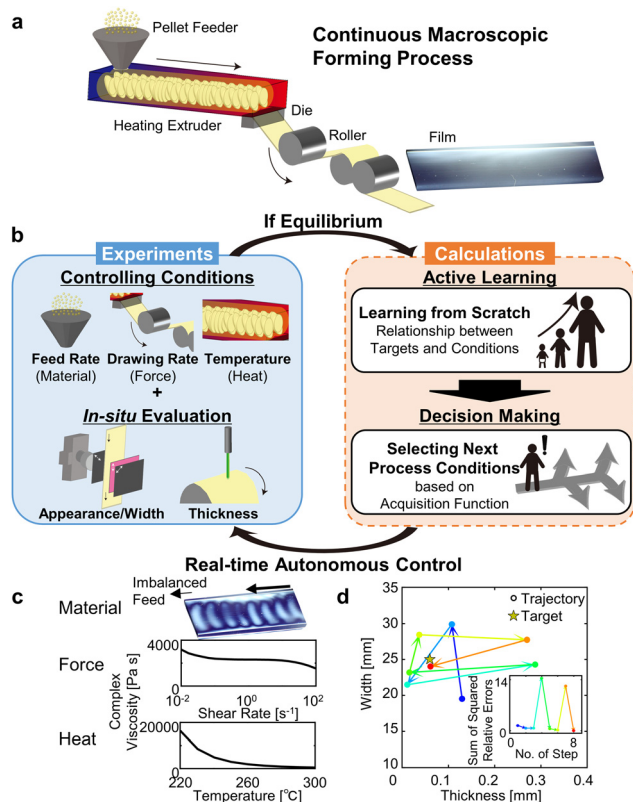 a
Pellet Feeder
Continuous Macroscopic
Forming Process
Die
Heating Extruder
Roller
Film
If Equilibrium
b
Experiments
Calculations
Controlling Conditions
Active Learning
Learning from Scratch
Relationship between
Targets and Conditions
Feed Rate
(Material)
Drawing Rate
(Force)
Temperature
(Heat)
+
In-situ Evaluation
Decision Making
Selecting Next
Process Conditions
based on
Acquisition Function
!
Appearance/Width
Thickness
Real-time Autonomous Control
c
Imbalanced
Feed
Material
Force
Heat
Complex
Viscosity [Pa s]
4000
0
10-2
100
102
Shear Rate [s-1]
20000
0
220
260
300
Temperature [°C]
d
35
30
25
20
15
10
Width [mm]
Trajectory
Target
14
0
Sum of Squared
Relative Errors
0
4
8
No. of Step
0
0.1
0.2
0.3
0.4
Thickness [mm]